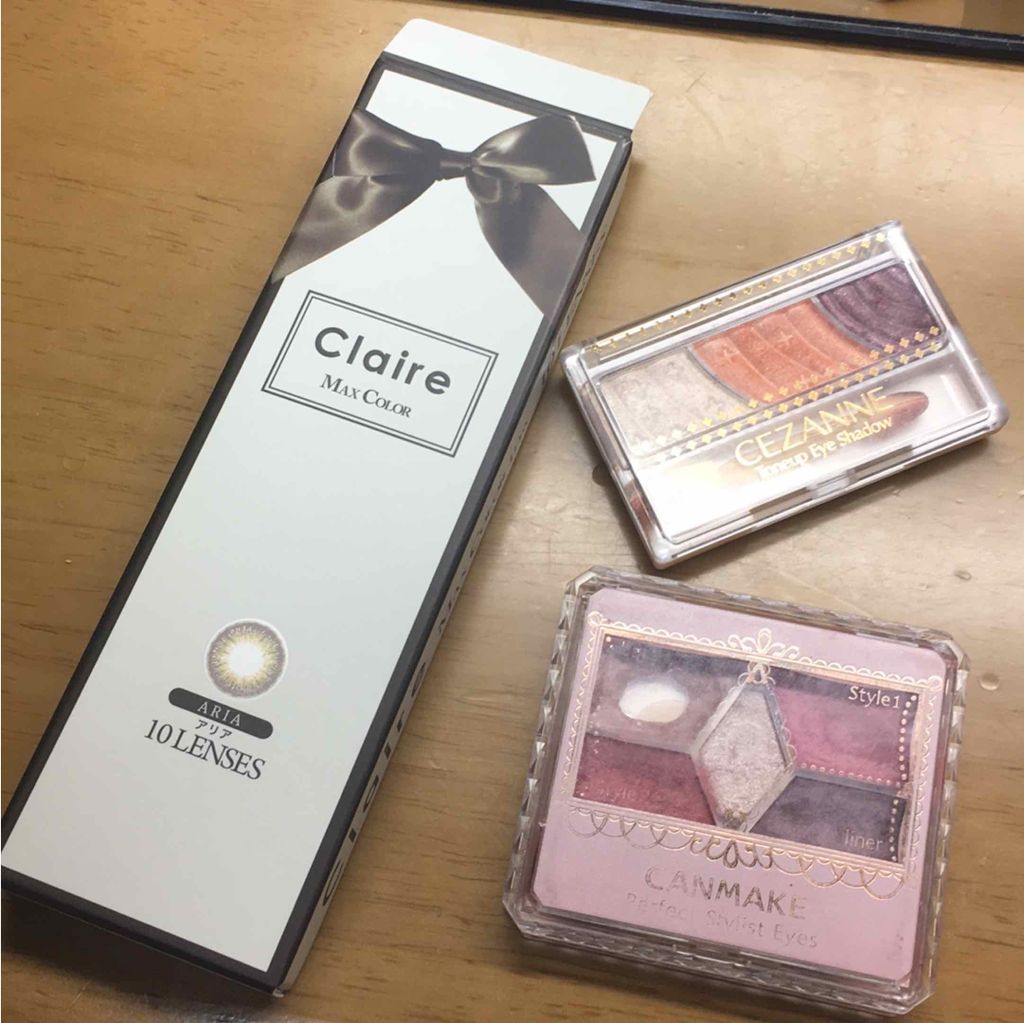 Claire
MAX COLOR
ARIA
アリア
10 LENSES
CEZANNE
Toneup Eye Shadow
Style1
liner
CANMAKE
Perfect Stylist Eyes